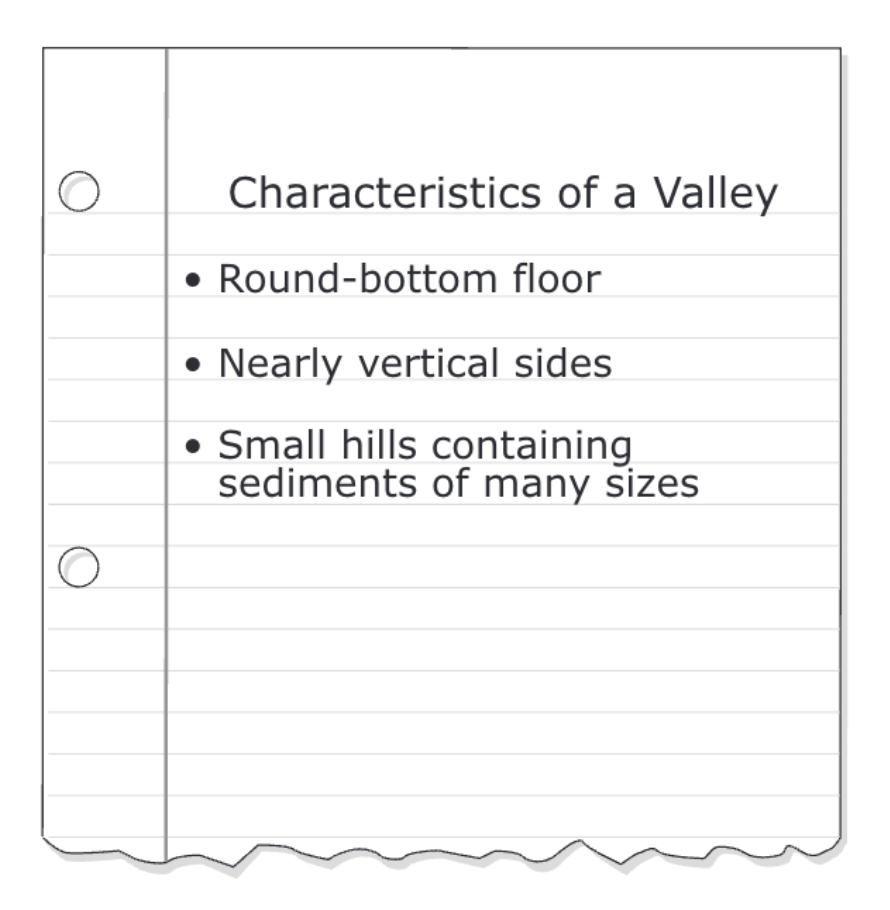 Characteristics of a Valley
• Round-bottom floor
• Nearly vertical sides
• Small hills containing
sediments of many sizes